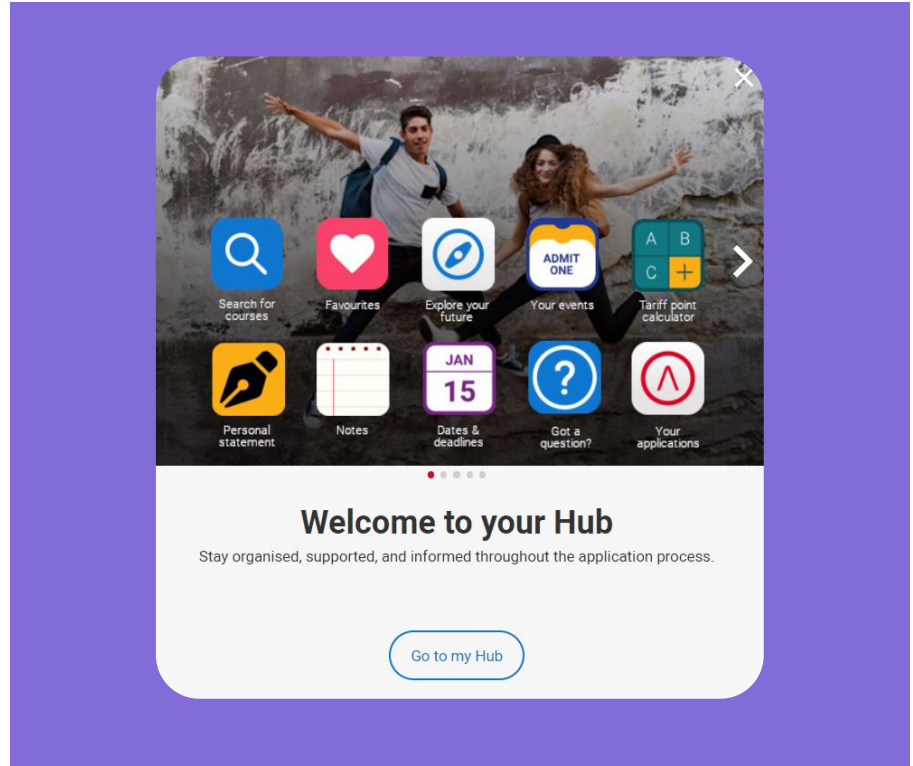 ADMIT
ONE
A B
C +
Search for
courses
Favourites
Explore your
future
Your events
Tariff point
calculator
JAN
15
?
Personal
statement
Notes
Dates &
deadlines
Got a
question?
Your
applications
Welcome to your Hub
Stay organised, supported, and informed throughout the application process.
Go to my Hub